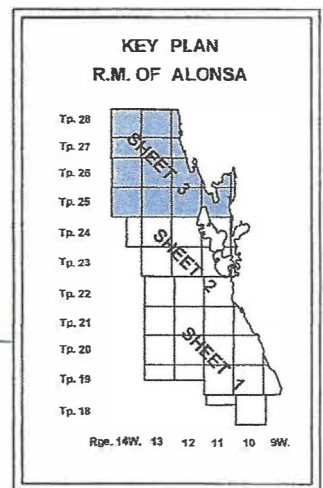 KEY PLAN
R.M. OF ALONSA
Tp. 28
Tp. 27
Tp. 26
Tp. 25
Tp. 24
Tp. 23
Tp. 22
Tp. 21
Tp. 20
Tp. 19
Tp. 18
SHEET 3
SHEET 2
SHEET 1
Rge. 14W. 13 12 11 10 9W.